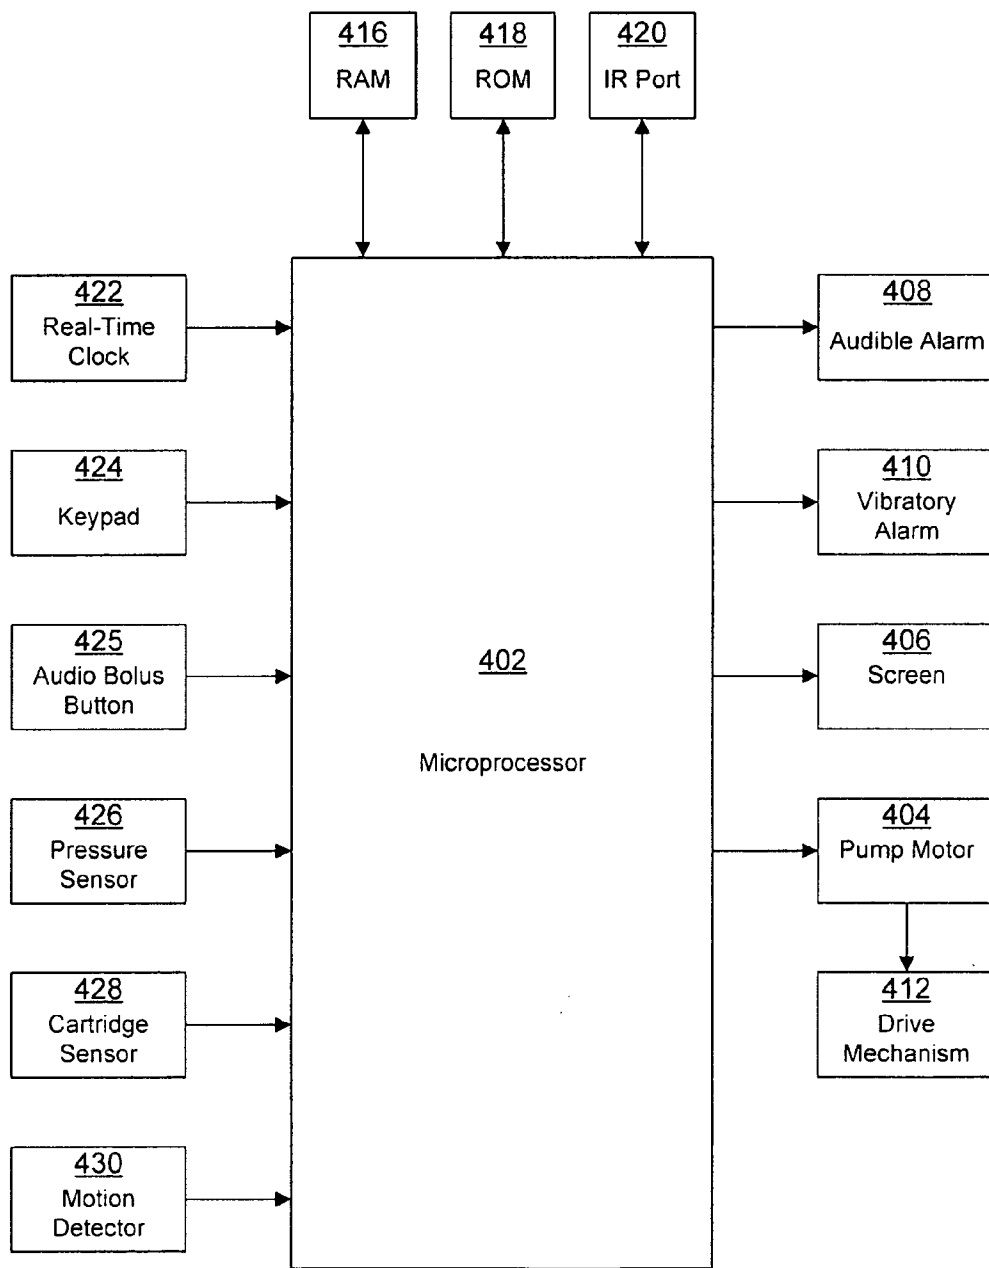 416
RAM
418
ROM
420
IR Port
422
Real-Time
Clock
424
Keypad
425
Audio Bolus
Button
426
Pressure
Sensor
428
Cartridge
Sensor
430
Motion
Detector
402
Microprocessor
408
Audible Alarm
410
Vibratory
Alarm
406
Screen
404
Pump Motor
412
Drive
Mechanism